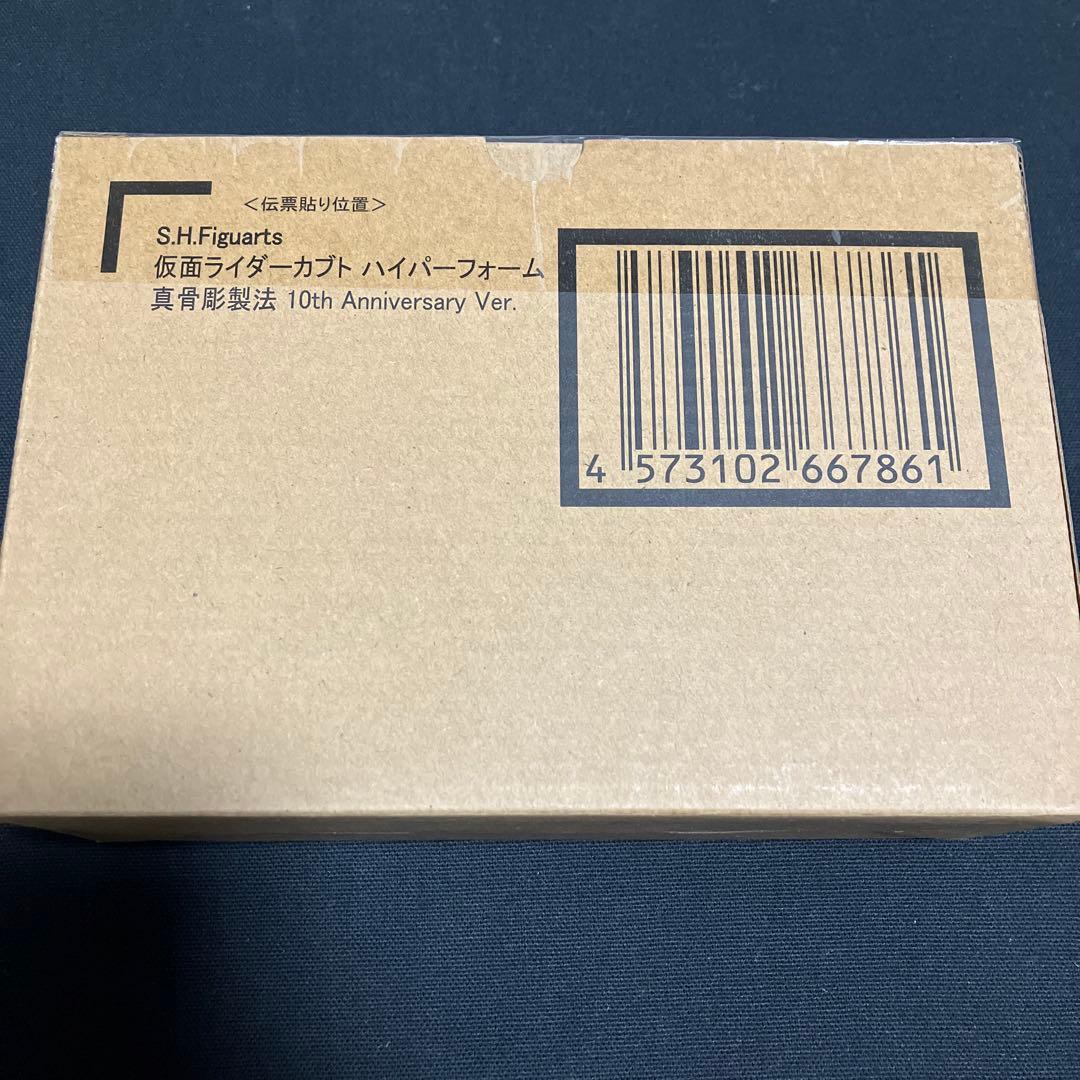 ＜伝票貼り位置＞
S.H.Figuarts
仮面ライダーカブト ハイパーフォーム
真骨彫製法 10th Anniversary Ver.
4 573102 667861